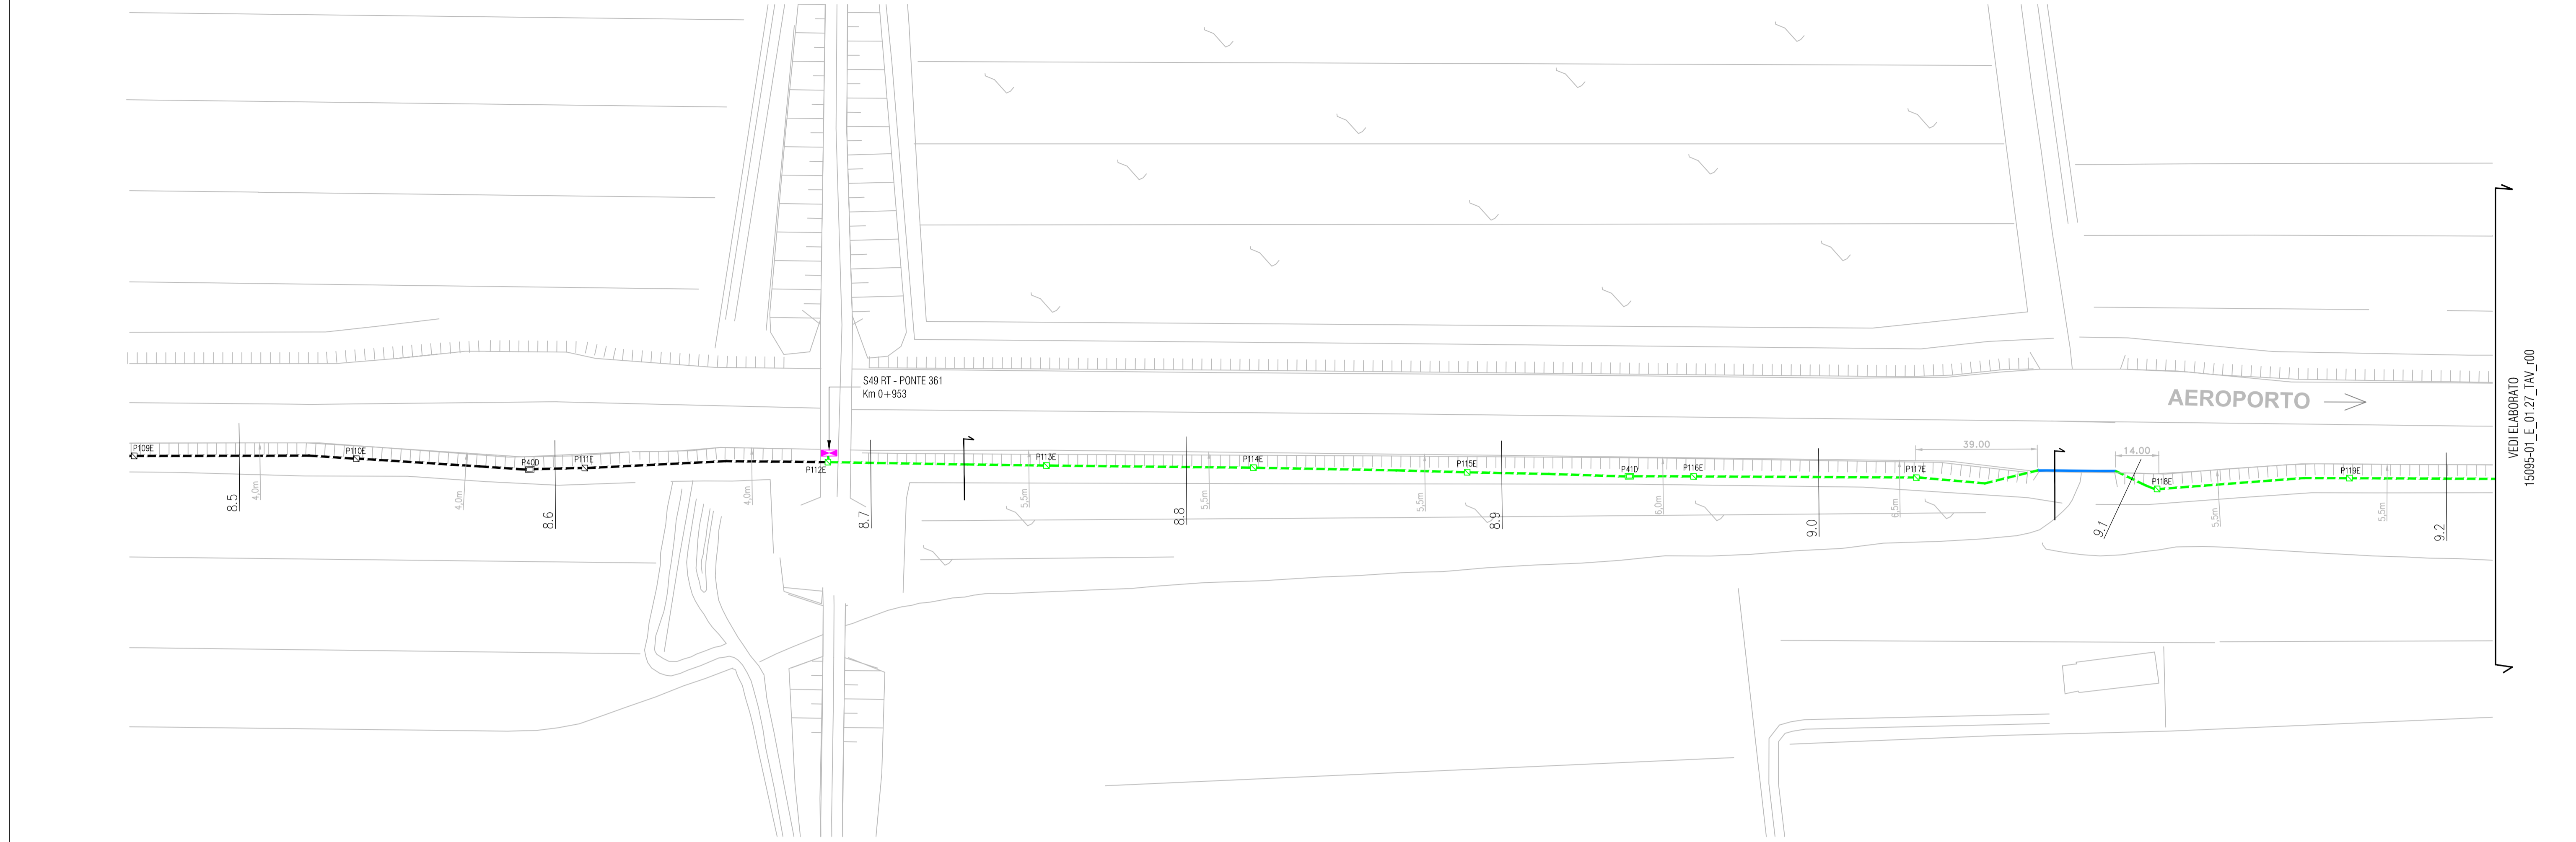 S49 RT - PONTE 361
Km 0+953
AEROPORTO
P109E
P110E
P40D
P111E
P112E
P113E
P114E
P115E
P41D
P116E
P117E
39.00
14.00
P118E
P119E
8.5
4,0m
4,0m
8.6
4,0m
8.7
5,5m
8.8
5,5m
5,5m
8.9
6,0m
9.0
6,5m
9.1
5,5m
5,5m
9.2
VEDI ELABORATO
15095-01_E_01.27_TAV_r00